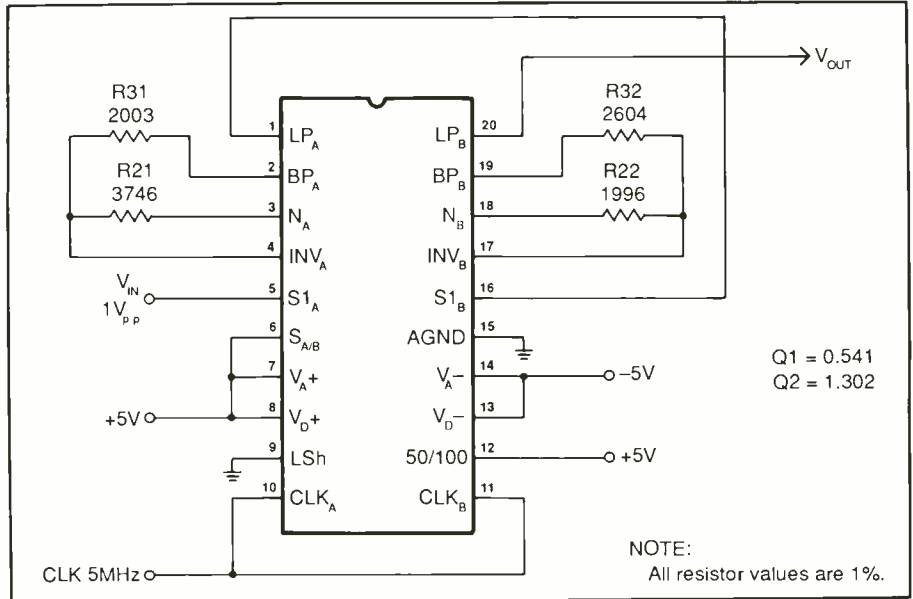 V_OUT
R31
2003
R32
2604
1 LP_A
LP_B 20
2 BP_A
BP_B 19
R21
3746
R22
1996
3 N_A
N_B 18
4 INV_A
INV_B 17
V_IN
1V_p.p
5 S1_A
S1_B 16
6 S_A/B
AGND 15
7 V_A+
V_A− 14
−5V
Q1 = 0.541
Q2 = 1.302
+5V
8 V_D+
V_D− 13
9 LSh
50/100 12
+5V
10 CLK_A
CLK_B 11
CLK 5MHz
NOTE:
All resistor values are 1%.